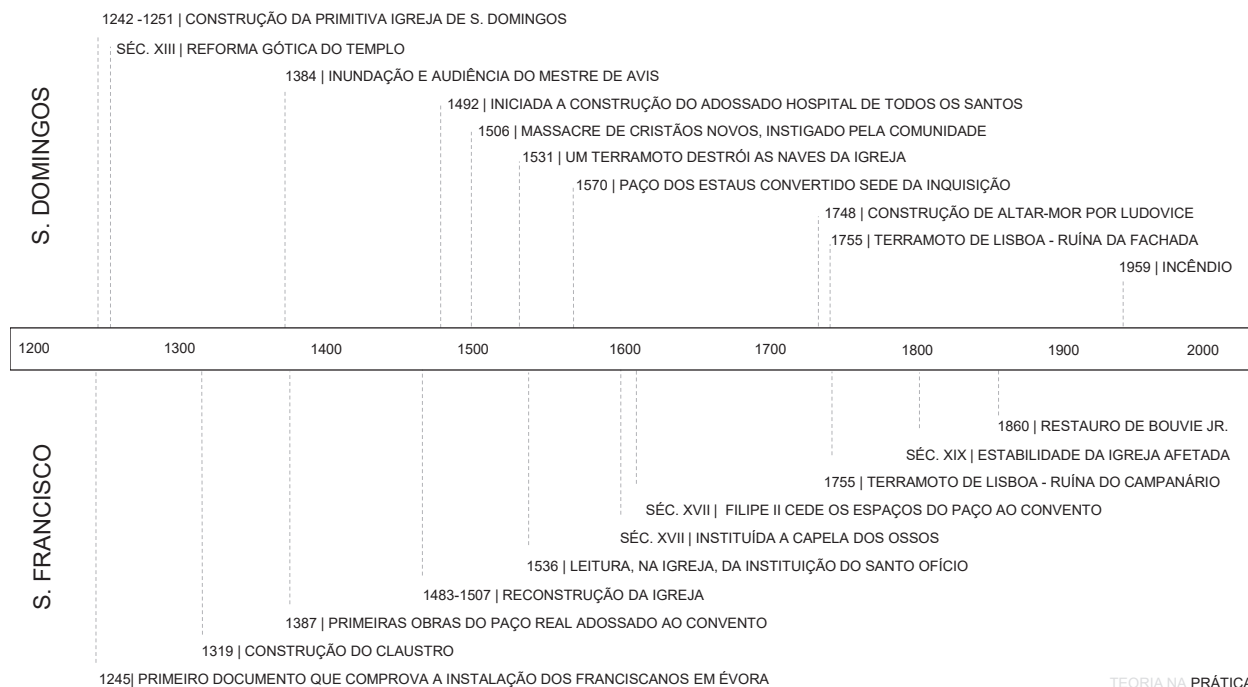 1242 -1251 | CONSTRUÇÃO DA PRIMITIVA IGREJA DE S. DOMINGOS
SÉC. XIII | REFORMA GÓTICA DO TEMPLO
1384 | INUNDAÇÃO E AUDIÊNCIA DO MESTRE DE AVIS
1492 | INICIADA A CONSTRUÇÃO DO ADOSSADO HOSPITAL DE TODOS OS SANTOS
1506 | MASSACRE DE CRISTÃOS NOVOS, INSTIGADO PELA COMUNIDADE
1531 | UM TERRAMOTO DESTRÓI AS NAVES DA IGREJA
1570 | PAÇO DOS ESTAUS CONVERTIDO SEDE DA INQUISIÇÃO
1748 | CONSTRUÇÃO DE ALTAR-MOR POR LUDOVICE
1755 | TERRAMOTO DE LISBOA - RUÍNA DA FACHADA
1959 | INCÊNDIO
S. DOMINGOS
1200 1300 1400 1500 1600 1700 1800 1900 2000
S. FRANCISCO
1860 | RESTAURO DE BOUVIE JR.
SÉC. XIX | ESTABILIDADE DA IGREJA AFETADA
1755 | TERRAMOTO DE LISBOA - RUÍNA DO CAMPANÁRIO
SÉC. XVII | FILIPE II CEDE OS ESPAÇOS DO PAÇO AO CONVENTO
SÉC. XVII | INSTITUÍDA A CAPELA DOS OSSOS
1536 | LEITURA, NA IGREJA, DA INSTITUIÇÃO DO SANTO OFÍCIO
1483-1507 | RECONSTRUÇÃO DA IGREJA
1387 | PRIMEIRAS OBRAS DO PAÇO REAL ADOSSADO AO CONVENTO
1319 | CONSTRUÇÃO DO CLAUSTRO
1245| PRIMEIRO DOCUMENTO QUE COMPROVA A INSTALAÇÃO DOS FRANCISCANOS EM ÉVORA
TEORIA NA PRÁTICA